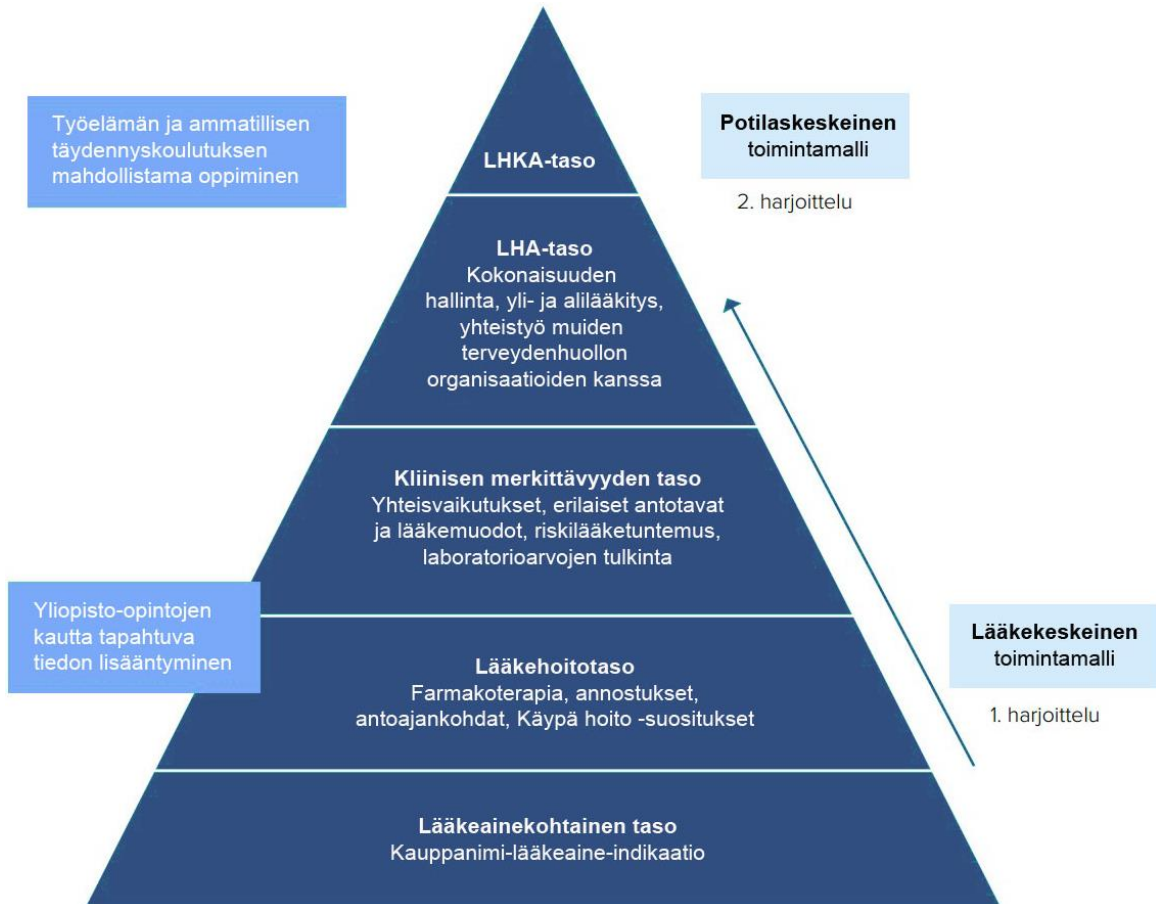 Työelämän ja ammatillisen
täydennyskoulutuksen
mahdollistama oppiminen
LHKA-taso
Potilaskeskeinen
toimintamalli
2. harjoittelu
LHA-taso
Kokonaisuuden
hallinta, yli- ja alilääkitys,
yhteistyö muiden
terveydenhuollon
organisaatioiden kanssa
Kliinisen merkittävyyden taso
Yhteisvaikutukset, erilaiset antotavat
ja lääkemuodot, riskilääketuntemus,
laboratorioarvojen tulkinta
Yliopisto-opintojen
kautta tapahtuva
tiedon lisääntyminen
Lääkekeskeinen
toimintamalli
1. harjoittelu
Lääkehoitotaso
Farmakoterapia, annostukset,
antoajankohdat, Käypä hoito -suositukset
Lääkeainekohtainen taso
Kauppanimi-lääkeaine-indikaatio